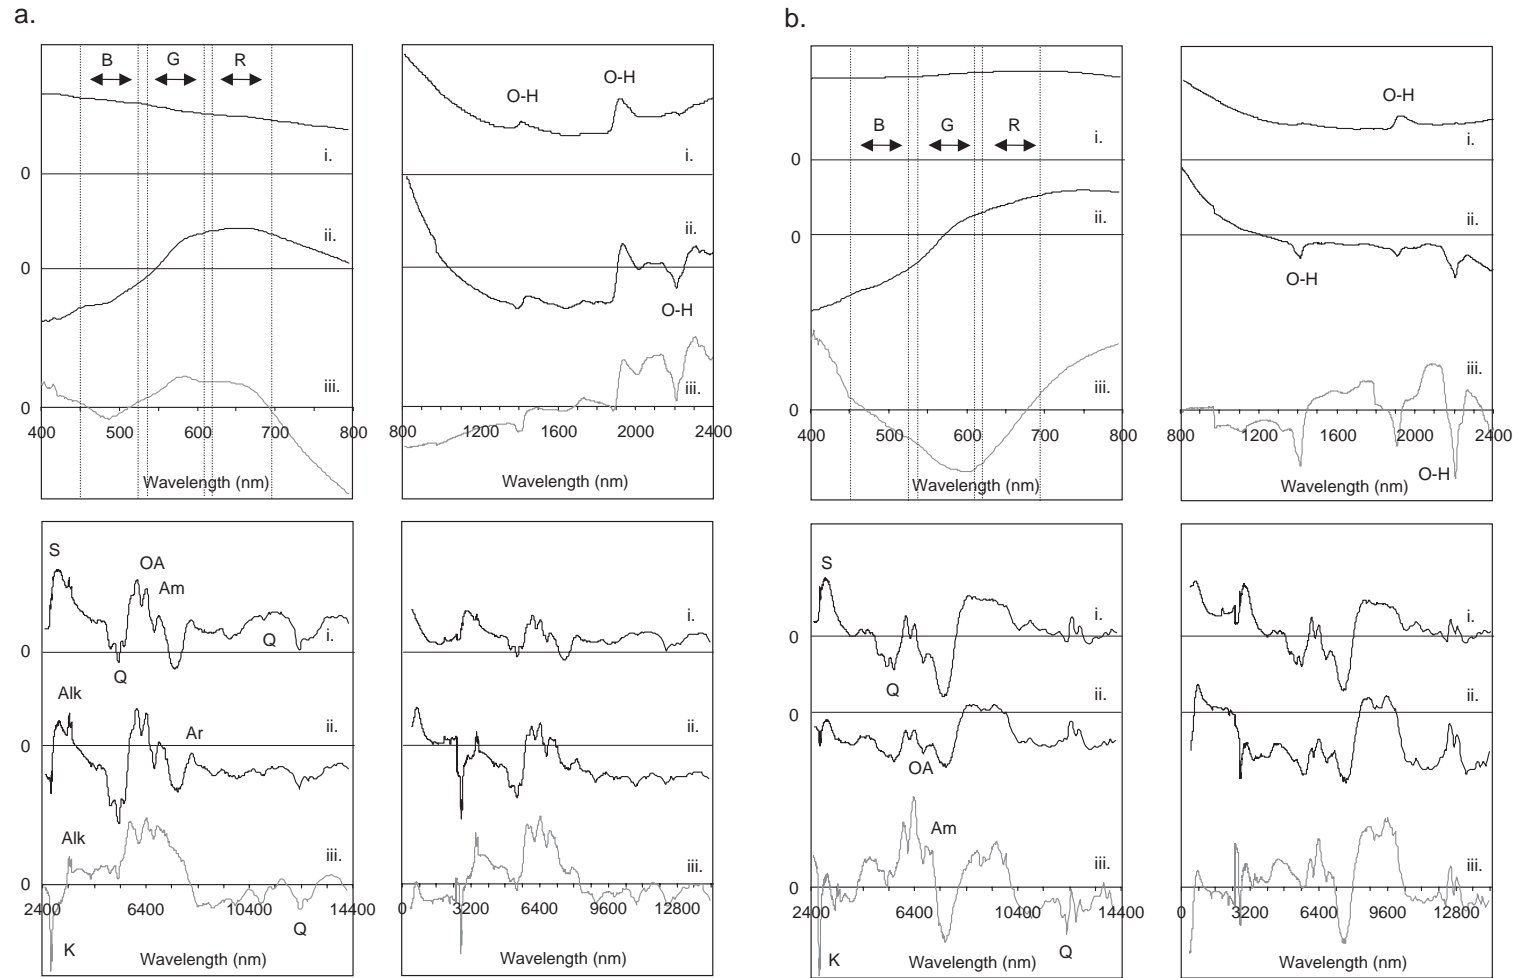 a.
B G R
O-H O-H
i. i.
0
ii. ii.
0
O-H
iii. iii.
0
400 500 600 700 800 800 1200 1600 2000 2400
Wavelength (nm) Wavelength (nm)
S
OA
Am
i. i.
Q
0
Q
Alk
ii. ii.
Ar
0
Alk
iii. iii.
0
2400 6400 10400 14400 0 3200 6400 9600 12800
Q
K
Wavelength (nm) Wavelength (nm)
b.
O-H
B G R
i. i.
0
ii. ii.
0
O-H
iii. iii.
0
400 500 600 700 800 800 1200 1600 2000 2400
O-H
Wavelength (nm) Wavelength (nm)
S
i. i.
0
Q
ii. ii.
0
OA
Am
iii. iii.
0
2400 6400 10400 14400 0 3200 6400 9600 12800
Q
K
Wavelength (nm) Wavelength (nm)